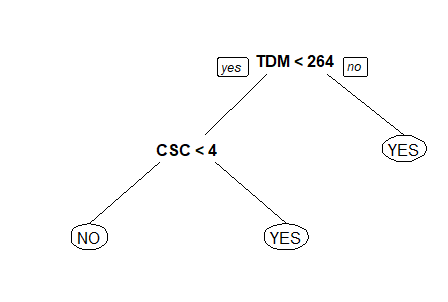 yes TDM < 264 no
CSC < 4
YES
NO
YES